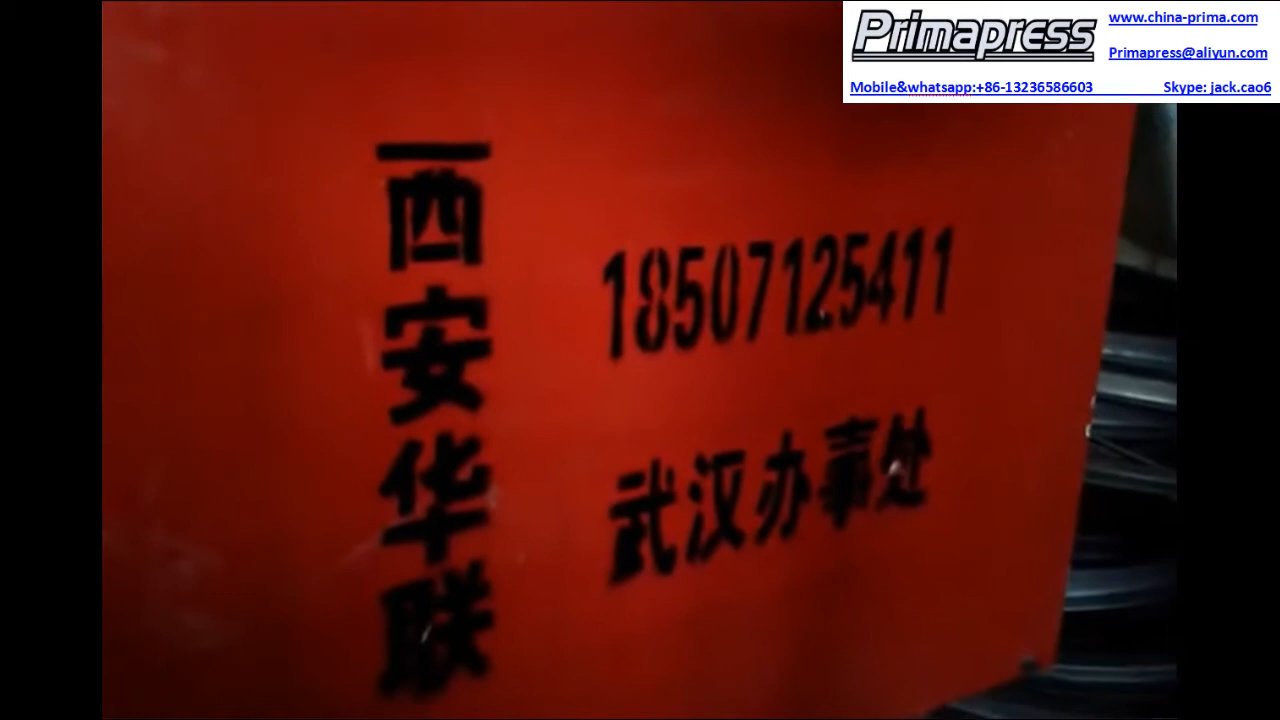 Primapress
www.china-prima.com
Primapress@aliyun.com
Mobile&whatsapp:+86-13236586603 Skype: jack.cao6
西安华联
18507125411
武汉办事处